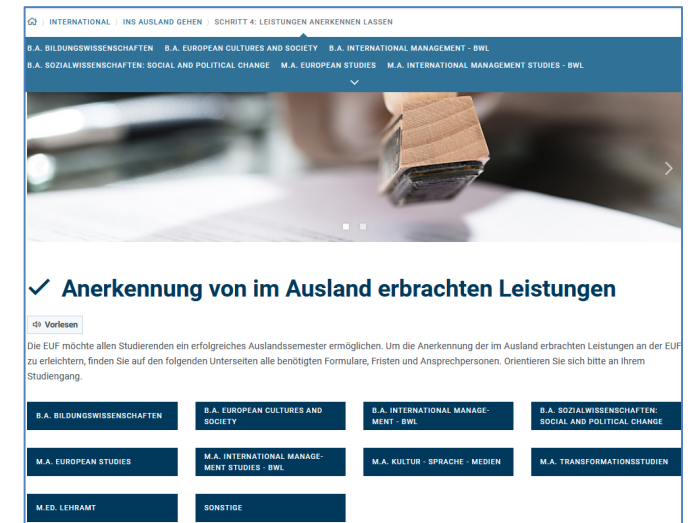 INTERNATIONAL | INS AUSLAND GEHEN | SCHRITT 4: LEISTUNGEN ANERKENNEN LASSEN
B.A. BILDUNGSWISSENSCHAFTEN B.A. EUROPEAN CULTURES AND SOCIETY B.A. INTERNATIONAL MANAGEMENT - BWL
B.A. SOZIALWISSENSCHAFTEN: SOCIAL AND POLITICAL CHANGE M.A. EUROPEAN STUDIES M.A. INTERNATIONAL MANAGEMENT STUDIES - BWL
Anerkennung von im Ausland erbrachten Leistungen
Vorlesen
Die EUF möchte allen Studierenden ein erfolgreiches Auslandssemester ermöglichen. Um die Anerkennung der im Ausland erbrachten Leistungen an der EUF
zu erleichtern, finden Sie auf den folgenden Unterseiten alle benötigten Formulare, Fristen und Ansprechpersonen. Orientieren Sie sich bitte an Ihrem
Studiengang.
B.A. BILDUNGSWISSENSCHAFTEN
B.A. EUROPEAN CULTURES AND
SOCIETY
B.A. INTERNATIONAL MANAGE-
MENT - BWL
B.A. SOZIALWISSENSCHAFTEN:
SOCIAL AND POLITICAL CHANGE
M.A. EUROPEAN STUDIES
M.A. INTERNATIONAL MANAGE-
MENT STUDIES - BWL
M.A. KULTUR - SPRACHE - MEDIEN
M.A. TRANSFORMATIONSSTUDIEN
M.ED. LEHRAMT
SONSTIGE